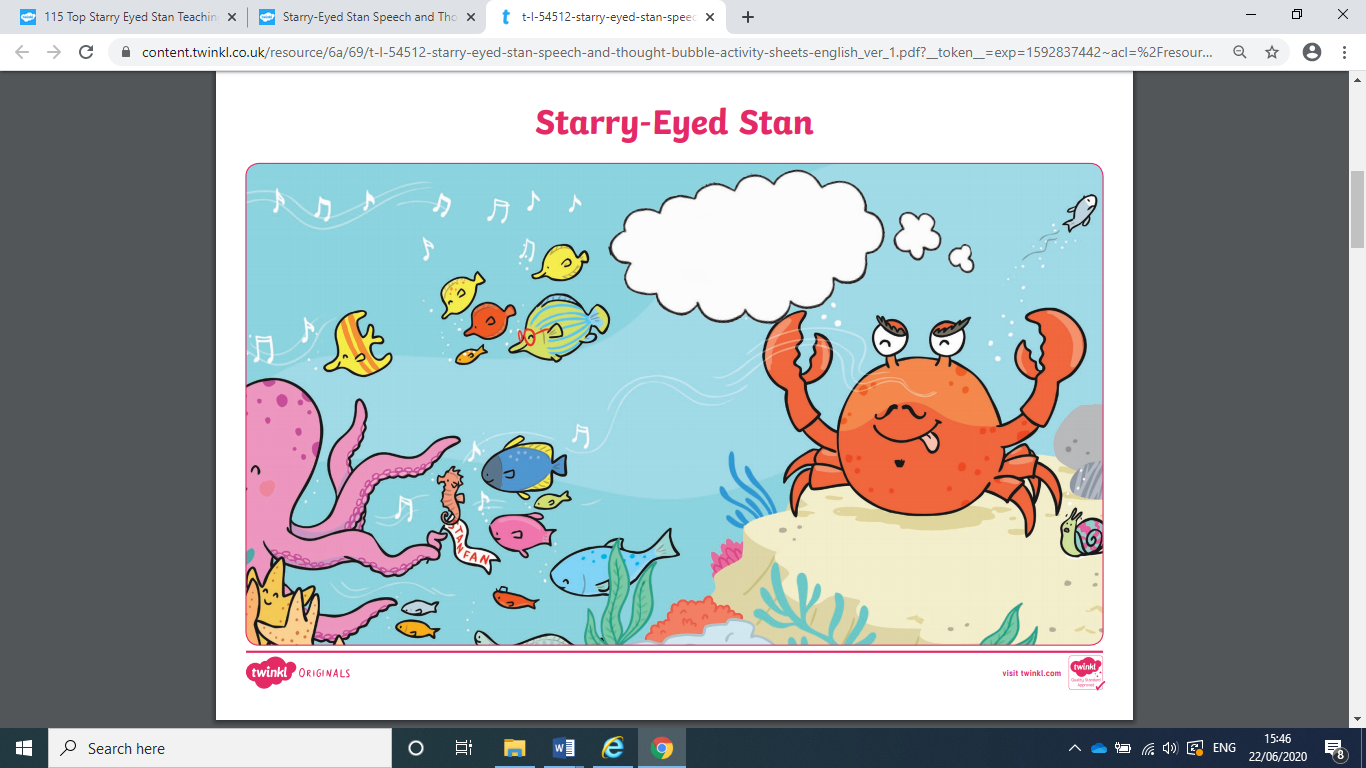 115 Top Starry Eyed Stan Teachin
Starry-Eyed Stan Speech and Tho
t-l-54512-starry-eyed-stan-speec
content.twinkl.co.uk/resource/6a/69/t-l-54512-starry-eyed-stan-speech-and-thought-bubble-activity-sheets-english_ver_1.pdf?__token__=exp=1592837442~acl=%2Fresour...
Starry-Eyed Stan
STAN FAN
twinkl ORIGINALS
visit twinkl.com
twinkl
Quality Standard
Approved
Search here
ENG
15:46
22/06/2020
8